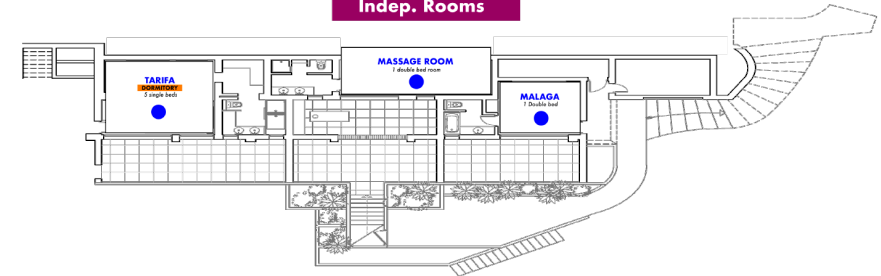 Indep. Rooms
MASSAGE ROOM
1 double bed room
TARIFA
DORMITORY
5 single beds
MALAGA
1 Double bed